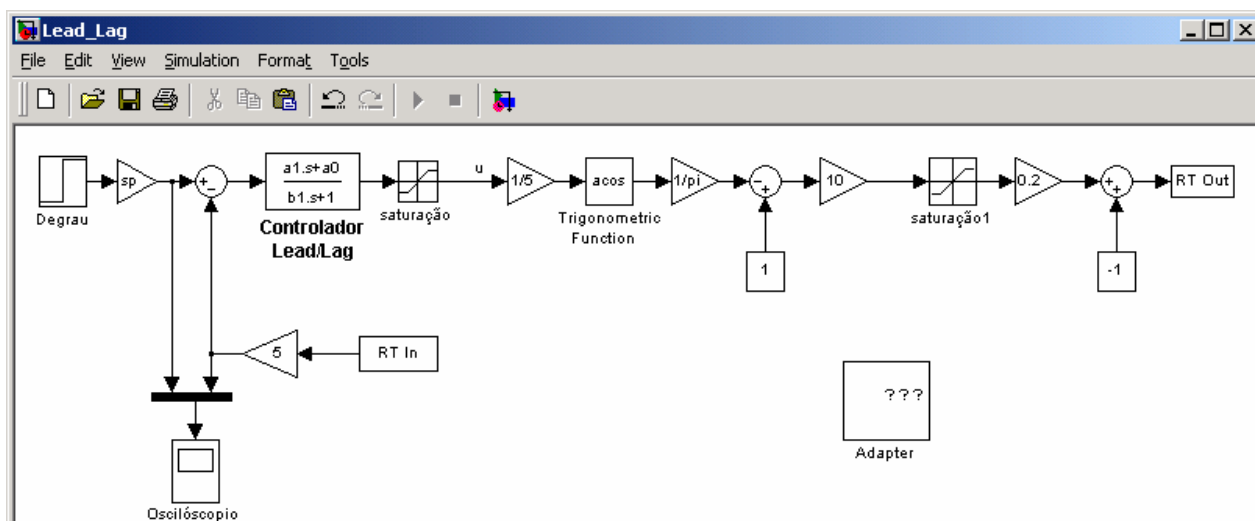 Lead_Lag
File Edit View Simulation Format Tools
Degrau
sp
+
-
a1.s+a0
b1.s+1
Controlador
Lead/Lag
saturação
u
1/5
acos
Trigonometric
Function
1/pi
-
+
1
10
saturação1
0.2
+
+
-1
RT Out
5
RT In
Oscilóscopio
???
Adapter